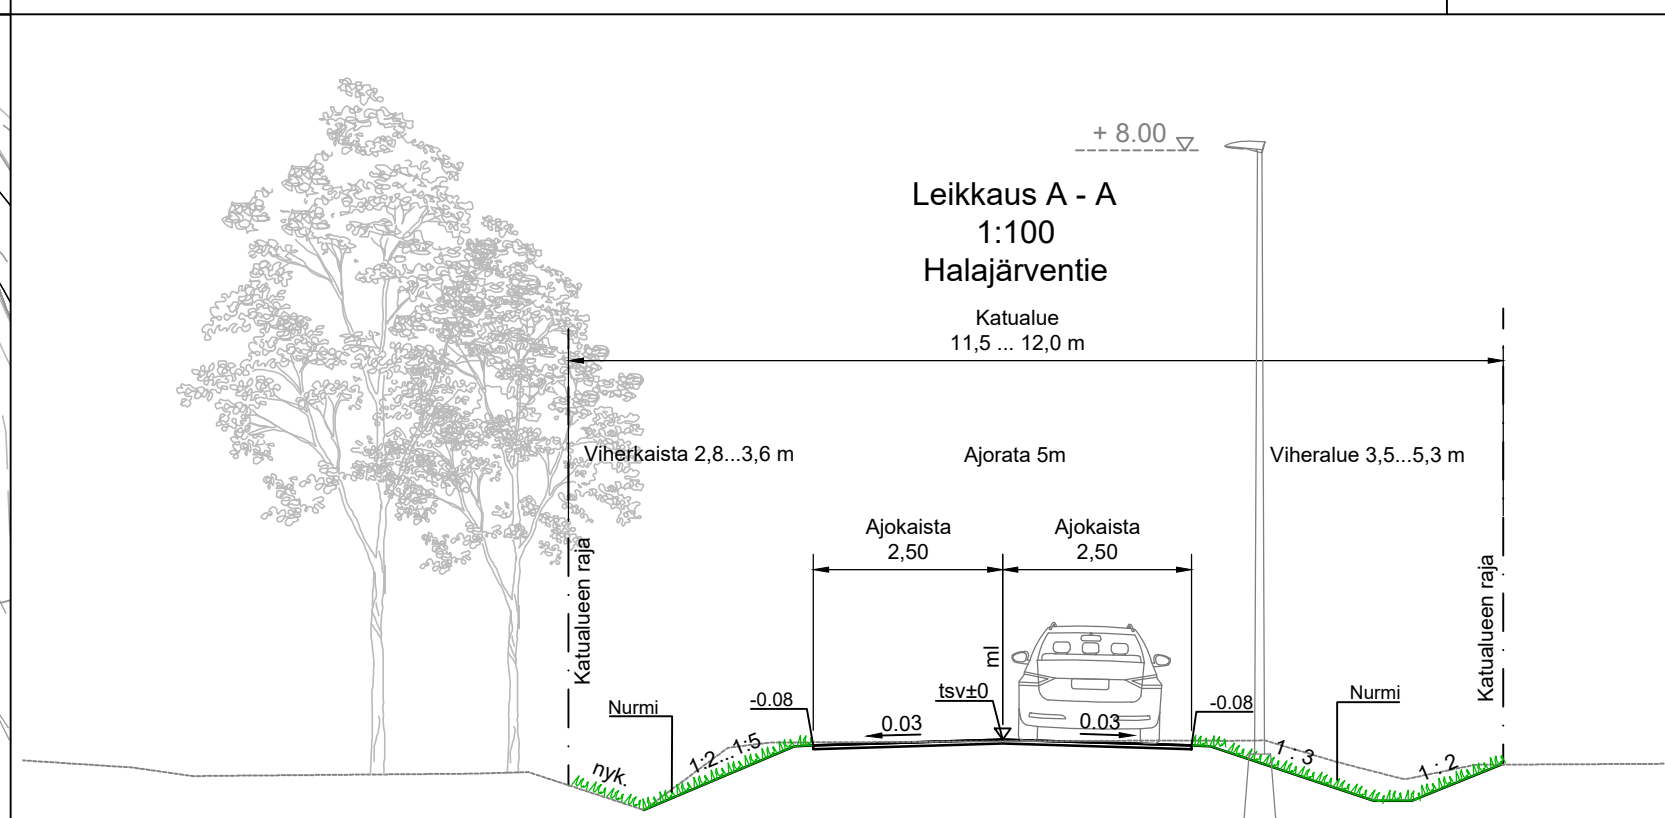 + 8.00
Leikkaus A - A
1:100
Halajärventie
Katualue
11,5 ... 12,0 m
Viherkaista 2,8...3,6 m
Ajorata 5m
Viheralue 3,5...5,3 m
Ajokaista
2,50
Ajokaista
2,50
Katualueen raja
Katualueen raja
ml
Nurmi
-0.08
tsv±0
0.03
0.03
-0.08
Nurmi
nyk.
1:2...1:5
1 : 3
1 : 2